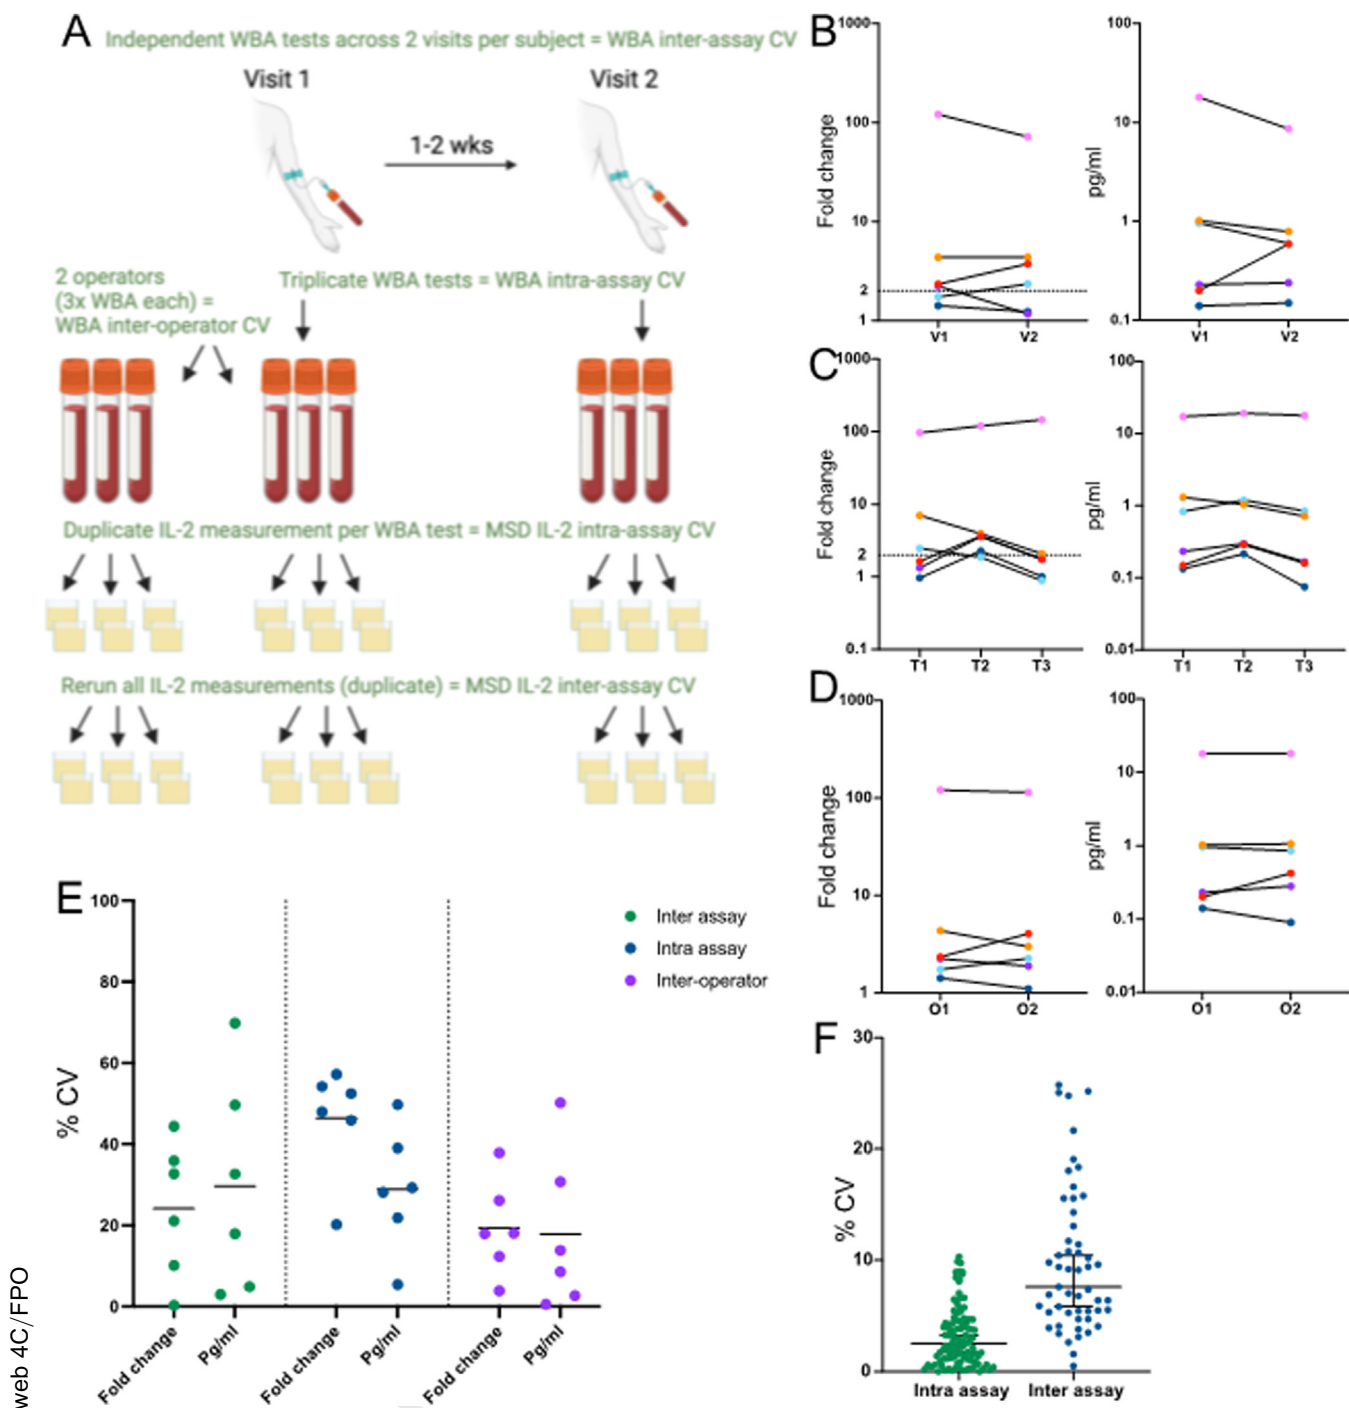 A
Independent WBA tests across 2 visits per subject = WBA inter-assay CV
Visit 1
Visit 2
1-2 wks
2 operators
(3x WBA each) =
WBA inter-operator CV
Triplicate WBA tests = WBA intra-assay CV
Duplicate IL-2 measurement per WBA test = MSD IL-2 intra-assay CV
Rerun all IL-2 measurements (duplicate) = MSD IL-2 inter-assay CV
B
Fold change
1000
100
10
2
1
V1
V2
pg/ml
100
10
1
0.1
V1
V2
C
Fold change
1000
100
10
2
1
0.1
T1
T2
T3
pg/ml
100
10
1
0.1
0.01
T1
T2
T3
D
Fold change
1000
100
10
1
O1
O2
pg/ml
100
10
1
0.1
0.01
O1
O2
E
% CV
100
80
60
40
20
0
Fold change
Pg/ml
Fold change
Pg/ml
Fold change
Pg/ml
Inter assay
Intra assay
Inter-operator
F
% CV
30
20
10
0
Intra assay
Inter assay
web 4C/FPO